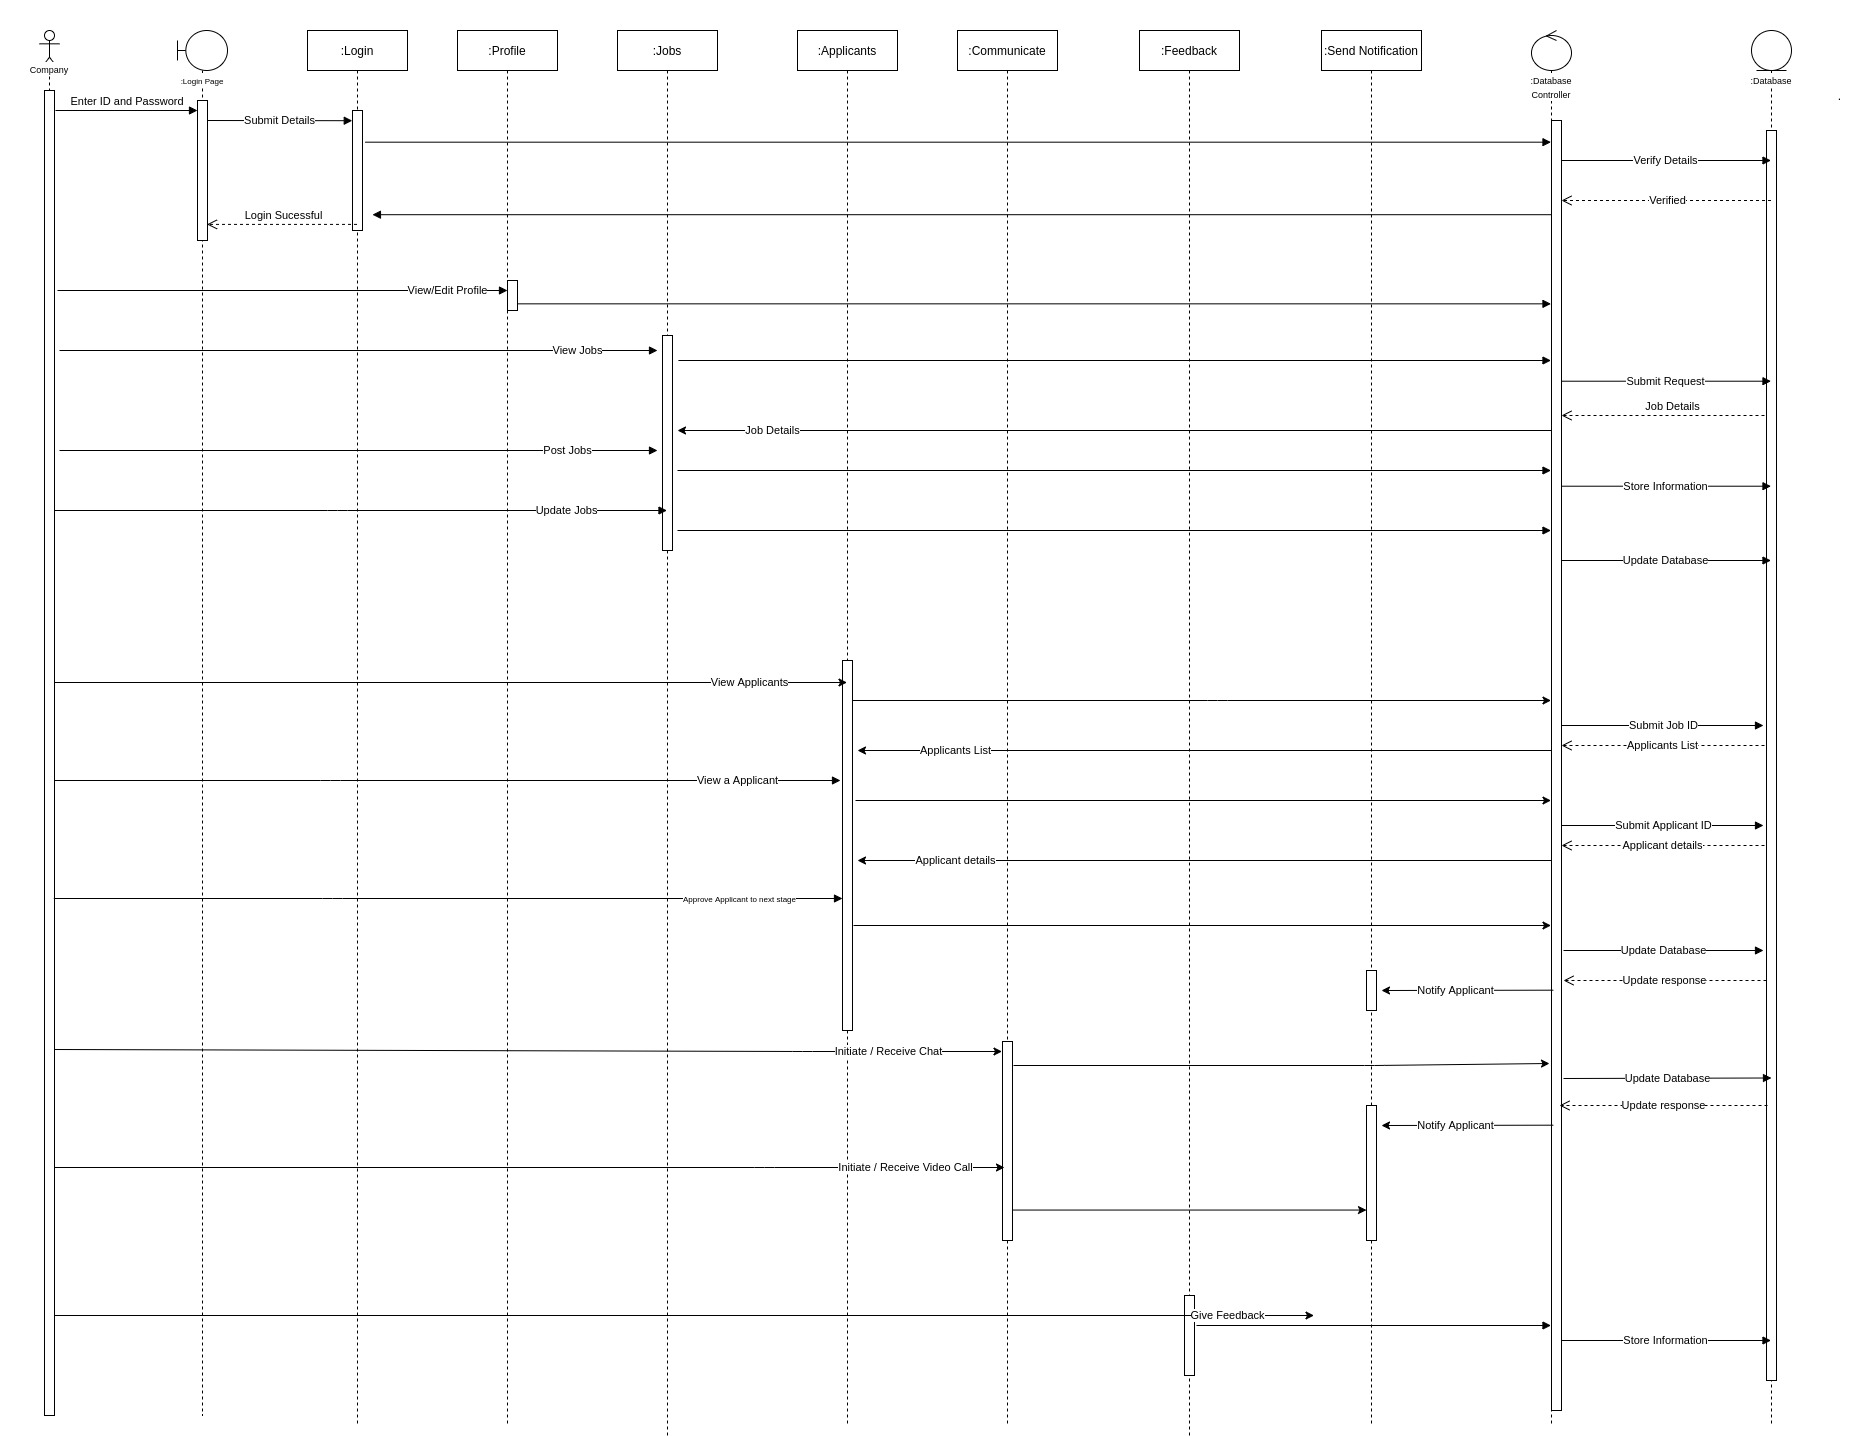 :Login
:Profile
:Jobs
:Applicants
:Communicate
:Feedback
:Send Notification
Company
:Login Page
:Database
Controller
:Database
.
Enter ID and Password
Submit Details
Verify Details
Verified
Login Sucessful
View/Edit Profile
View Jobs
Submit Request
Job Details
Job Details
Post Jobs
Store Information
Update Jobs
Update Database
View Applicants
Submit Job ID
Applicants List
Applicants List
View a Applicant
Submit Applicant ID
Applicant details
Applicant details
Approve Applicant to next stage
Update Database
Update response
Notify Applicant
Initiate / Receive Chat
Update Database
Update response
Notify Applicant
Initiate / Receive Video Call
Give Feedback
Store Information